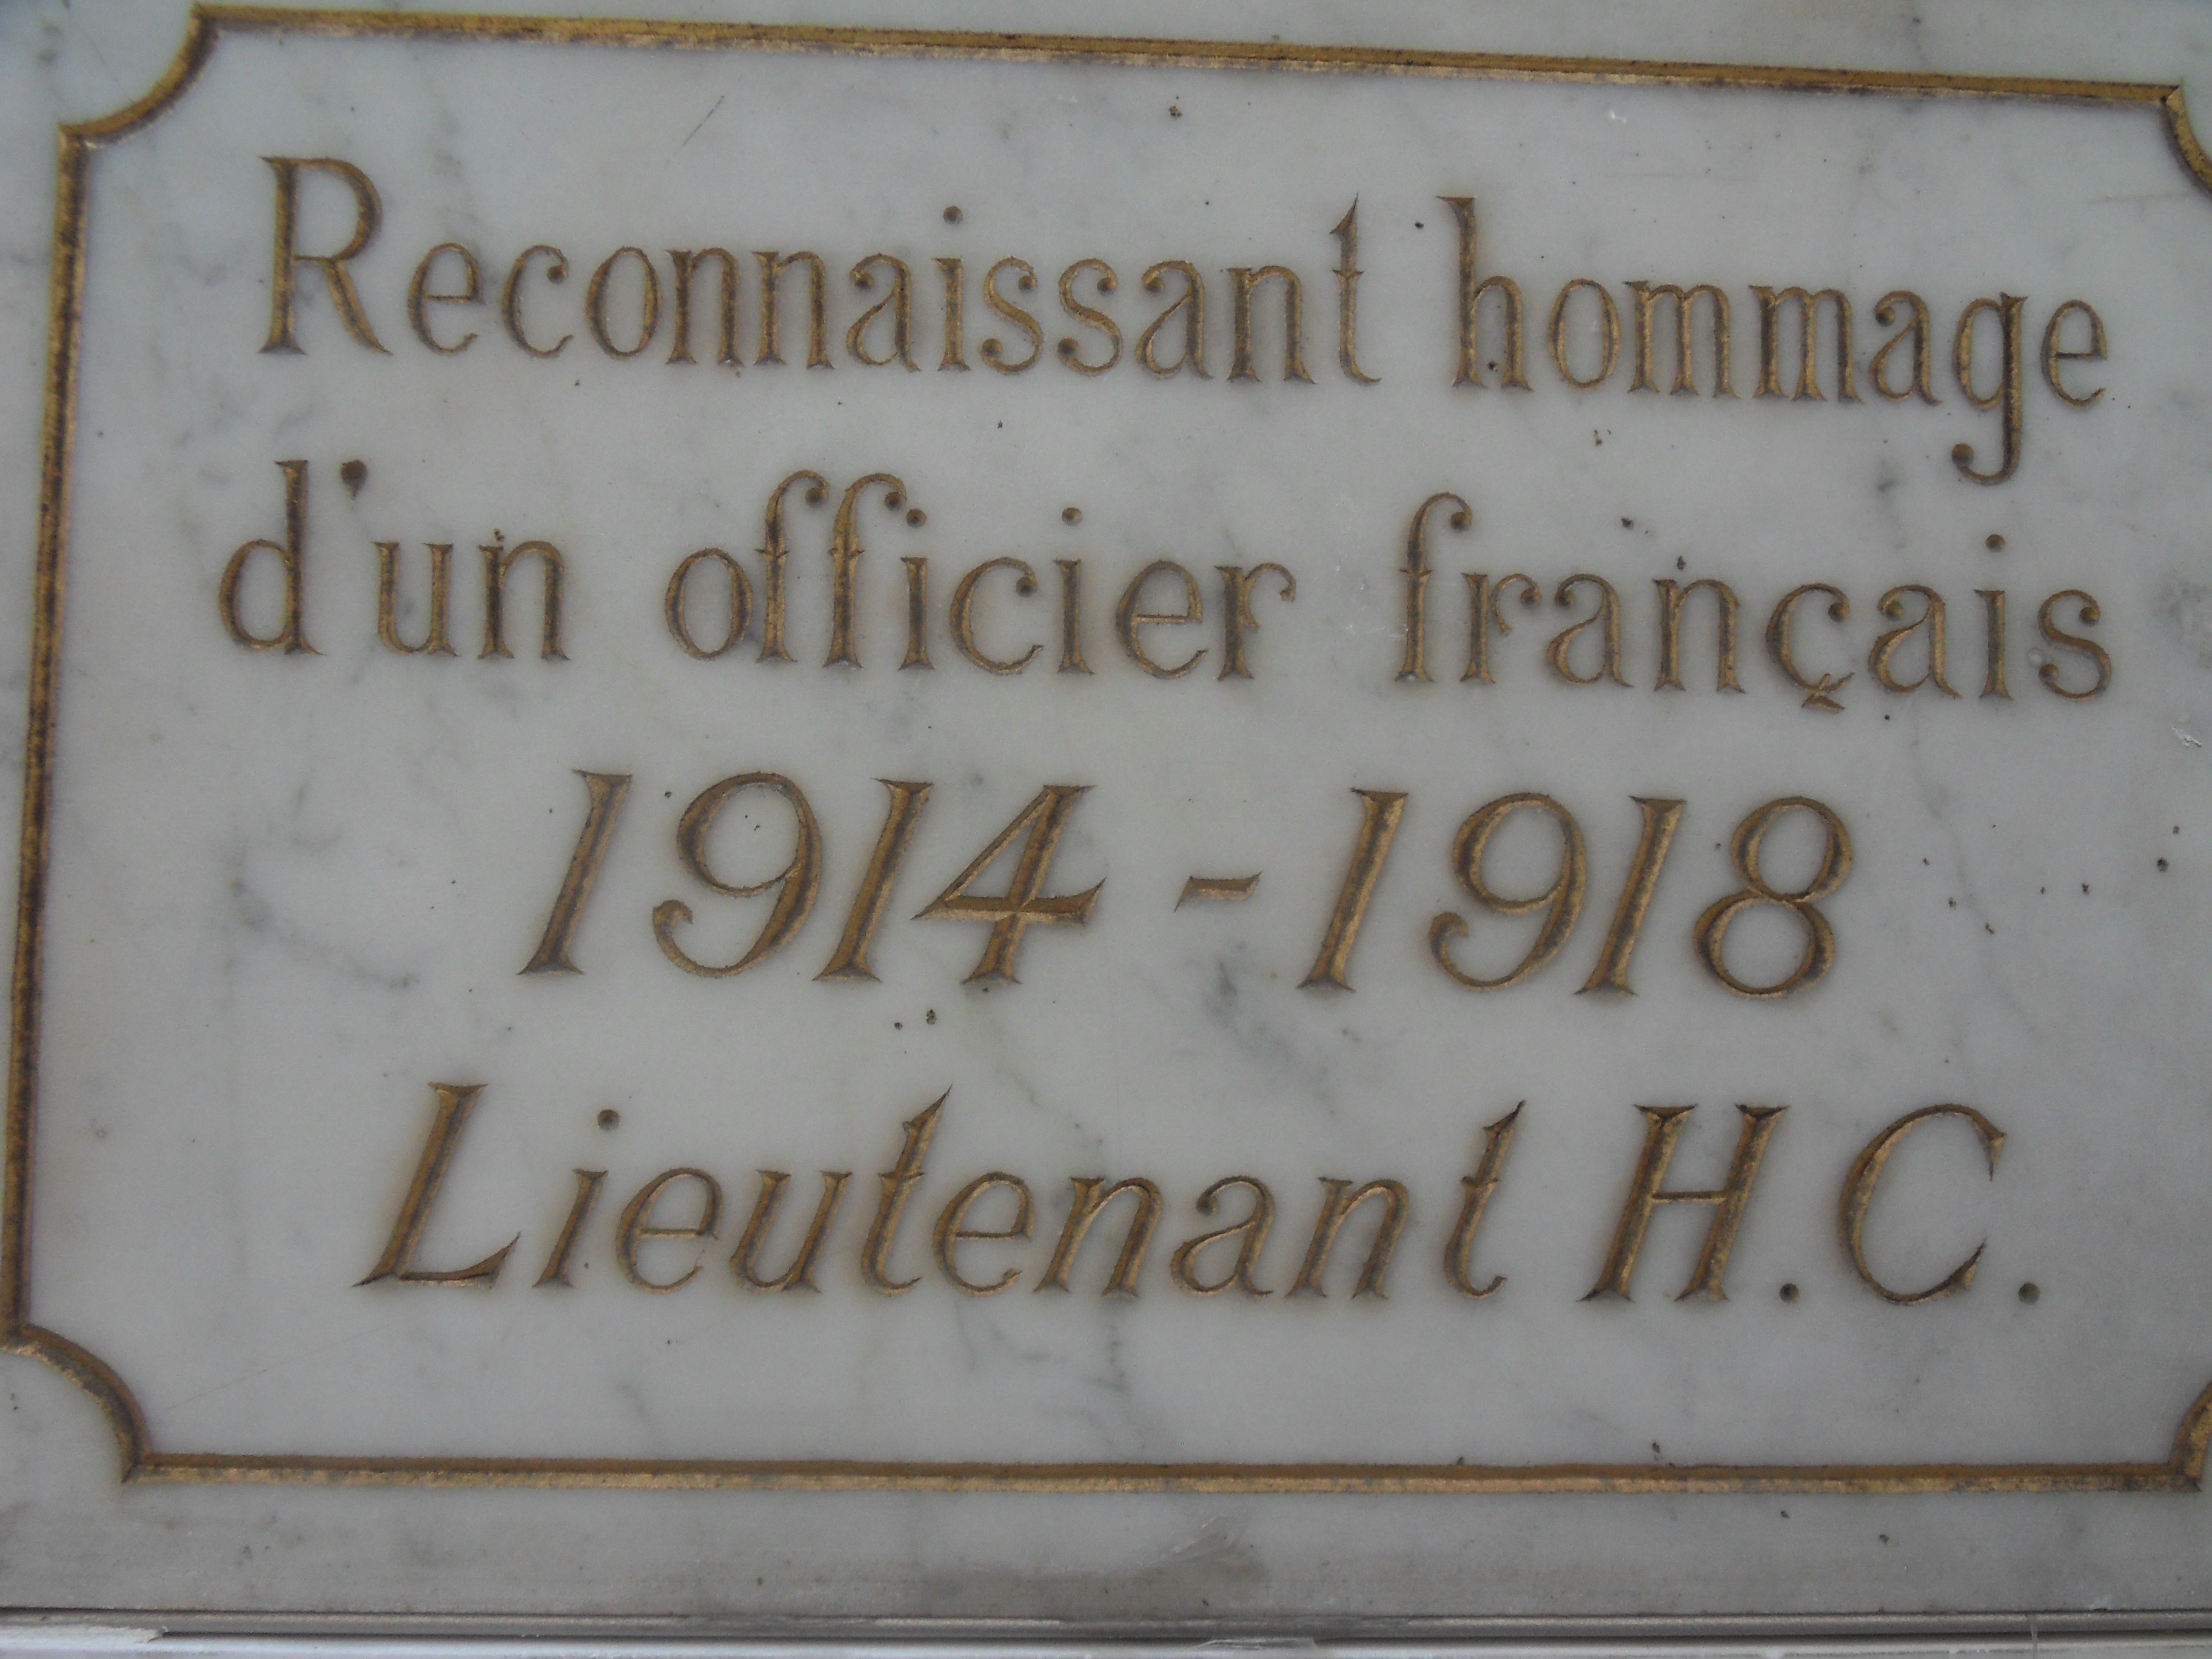 Reconnaissant hommage
d'un officier français
1914 - 1918
Lieutenant H. C.